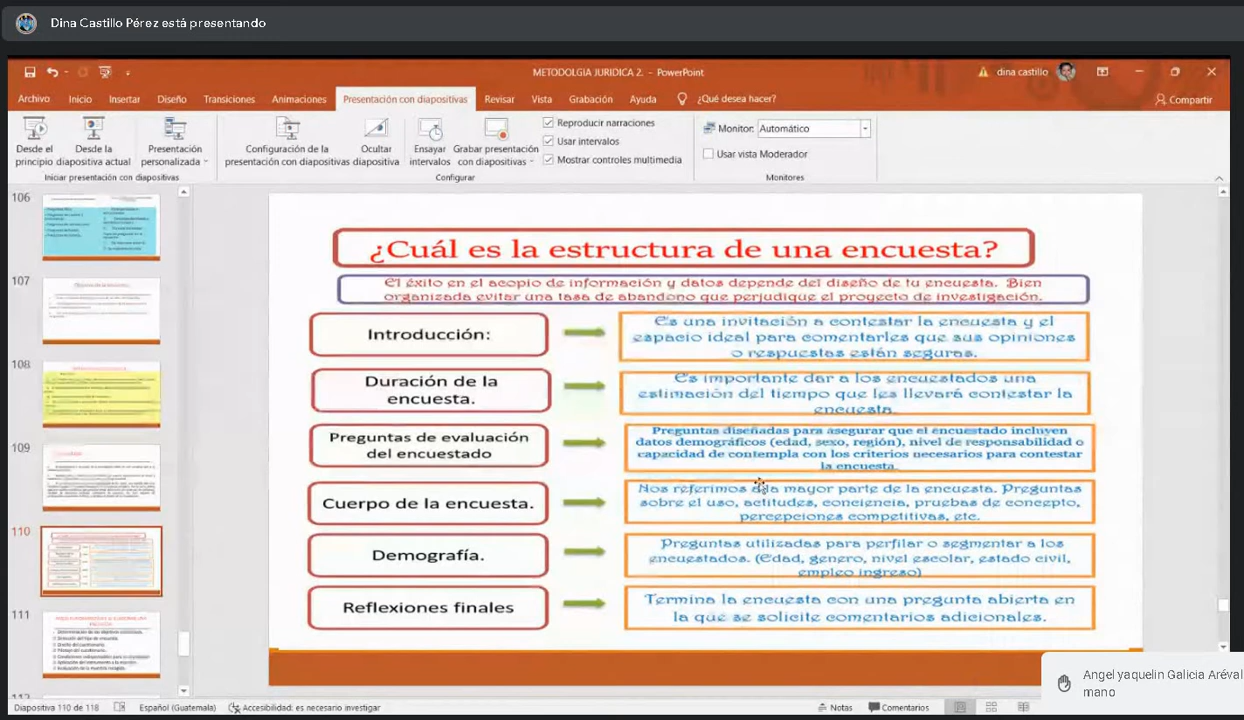 Dina Castillo Pérez está presentando
METODOLGIA JURIDICA 2. - PowerPoint
dina castillo
Archivo Inicio Insertar Diseño Transiciones Animaciones Presentación con diapositivas Revisar Vista Grabación Ayuda ¿Qué desea hacer? Compartir
Desde el principio
Desde la diapositiva actual
Presentación personalizada
Configuración de la presentación con diapositivas
Ocultar diapositiva
Ensayar intervalos
Grabar presentación con diapositivas
Reproducir narraciones
Usar intervalos
Mostrar controles multimedia
Monitor: Automático
Usar vista Moderador
Iniciar presentación con diapositivas
Configurar
Monitores
106
107
108
109
110
111
¿Cuál es la estructura de una encuesta?
El éxito en el acopio de información y datos depende del diseño de tu encuesta. Bien
organizada evitar una tasa de abandono que perjudique el proyecto de investigación.
Introducción:
Es una invitación a contestar la encuesta y el
espacio ideal para comentarles que sus opiniones
o respuestas están seguras.
Duración de la
encuesta.
Es importante dar a los encuestados una
estimación del tiempo que les llevará contestar la
encuesta.
Preguntas de evaluación
del encuestado
Preguntas diseñadas para asegurar que el encuestado incluyen
datos demográficos (edad, sexo, región), nivel de responsabilidad o
capacidad de contempla con los criterios necesarios para contestar
la encuesta.
Cuerpo de la encuesta.
Nos referimos a la mayor parte de la encuesta. Preguntas
sobre el uso, actitudes, conciencia, pruebas de concepto,
percepciones competitivas, etc.
Demografía.
Preguntas utilizadas para perfilar o segmentar a los
encuestados. (Edad, genero, nivel escolar, estado civil,
empleo ingreso)
Reflexiones finales
Termina la encuesta con una pregunta abierta en
la que se solicite comentarios adicionales.
Angel yaquelin Galicia Aréval
mano
Diapositiva 110 de 118 Español (Guatemala) Accesibilidad: es necesario investigar Notas Comentarios